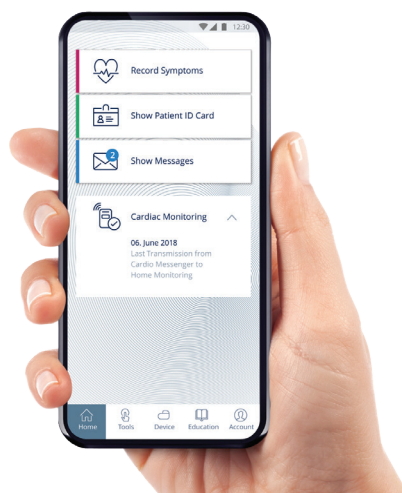 12:30
Record Symptoms
Show Patient ID Card
2
Show Messages
Cardiac Monitoring
06. June 2018
Last Transmission from
Cardio Messenger to
Home Monitoring
Home Tools Device Education Account